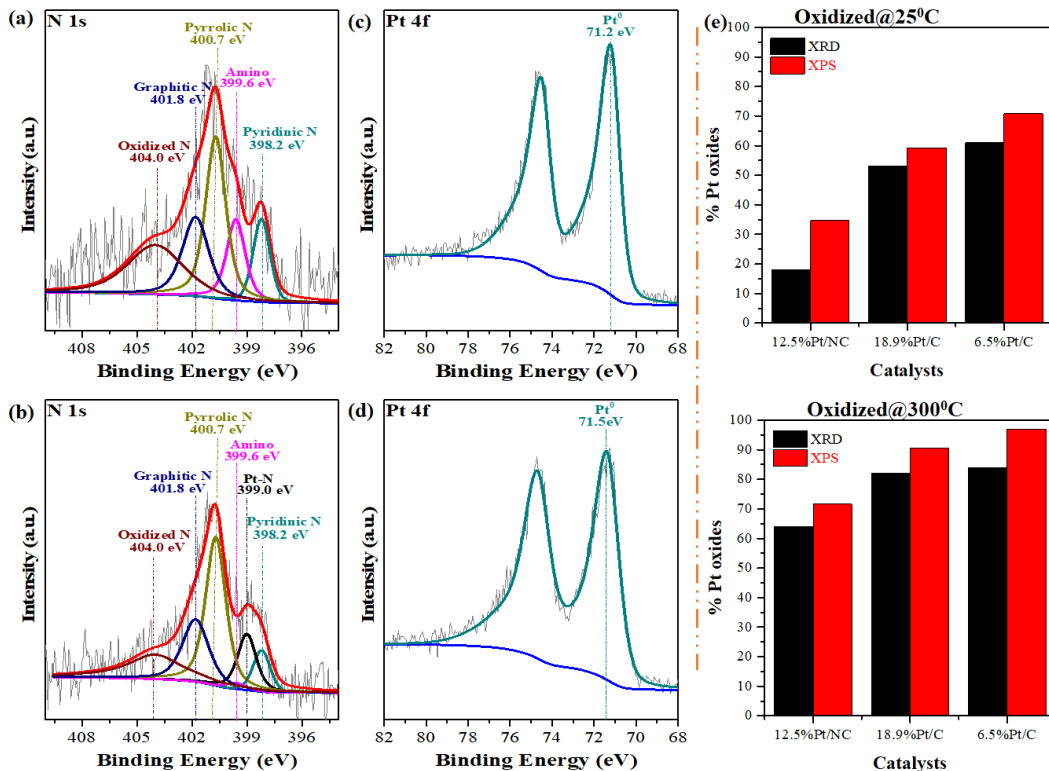 (a)
N 1s
Pyrrolic N
400.7 eV
Amino
399.6 eV
Graphitic N
401.8 eV
Pyridinic N
398.2 eV
Oxidized N
404.0 eV
Intensity (a.u.)
408 405 402 399 396
Binding Energy (eV)
(b)
N 1s
Pyrrolic N
400.7 eV
Amino
399.6 eV
Graphitic N
401.8 eV
Pt-N
399.0 eV
Pyridinic N
398.2 eV
Oxidized N
404.0 eV
Intensity (a.u.)
408 405 402 399 396
Binding Energy (eV)
(c)
Pt 4f
Pt⁰
71.2 eV
Intensity (a.u.)
82 80 78 76 74 72 70 68
Binding Energy (eV)
(d)
Pt 4f
Pt⁰
71.5eV
Intensity (a.u.)
82 80 78 76 74 72 70 68
Binding Energy (eV)
(e)
Oxidized@25⁰C
XRD
XPS
% Pt oxides
100
90
80
70
60
50
40
30
20
10
0
12.5%Pt/NC 18.9%Pt/C 6.5%Pt/C
Catalysts
Oxidized@300⁰C
XRD
XPS
% Pt oxides
100
90
80
70
60
50
40
30
20
10
0
12.5%Pt/NC 18.9%Pt/C 6.5%Pt/C
Catalysts